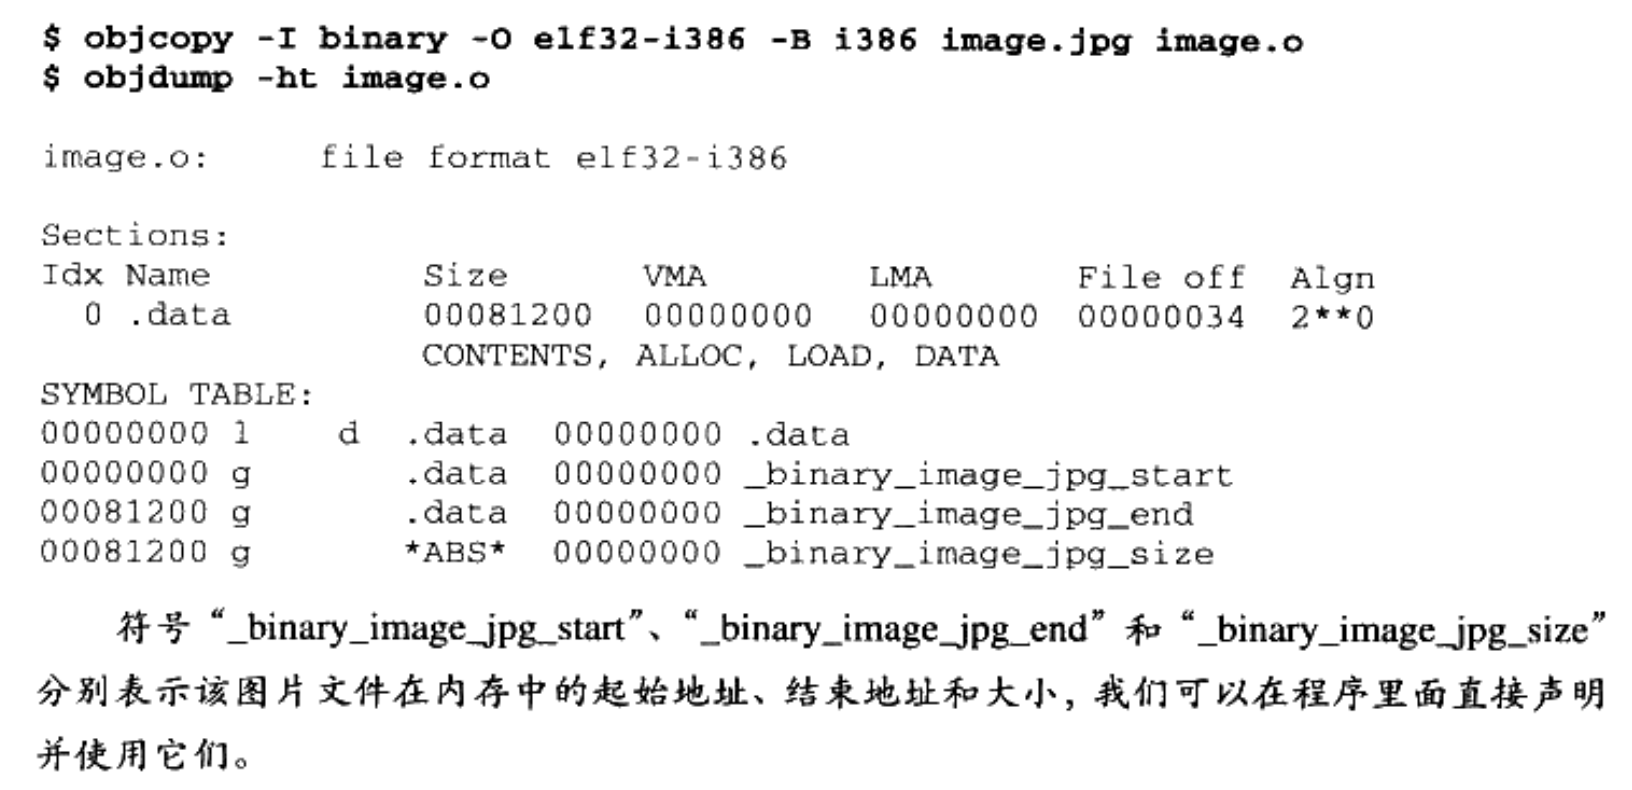 $ objcopy -I binary -O elf32-i386 -B i386 image.jpg image.o
$ objdump -ht image.o
image.o:     file format elf32-i386
Sections:
Idx Name          Size      VMA       LMA       File off  Algn
  0 .data         00081200  00000000  00000000  00000034  2**0
                  CONTENTS, ALLOC, LOAD, DATA
SYMBOL TABLE:
00000000 l    d  .data  00000000 .data
00000000 g       .data  00000000 _binary_image_jpg_start
00081200 g       .data  00000000 _binary_image_jpg_end
00081200 g       *ABS*  00000000 _binary_image_jpg_size
符号“_binary_image_jpg_start”、“_binary_image_jpg_end”和“_binary_image_jpg_size”
分别表示该图片文件在内存中的起始地址、结束地址和大小，我们可以在程序里面直接声明
并使用它们。